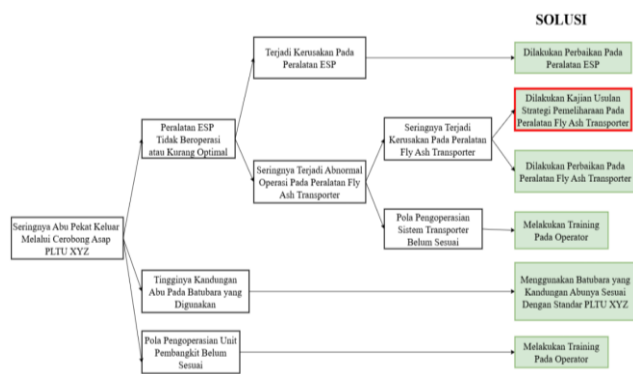 SOLUSI
Terjadi Kerusakan Pada
Peralatan ESP
Dilakukan Perbaikan Pada
Peralatan ESP
Dilakukan Kajian Usulan
Strategi Pemeliharaan Pada
Peralatan Fly Ash Transporter
Peralatan ESP
Tidak Beroperasi
atau Kurang Optimal
Seringnya Terjadi
Kerusakan Pada Peralatan
Fly Ash Transporter
Seringnya Terjadi Abnormal
Operasi Pada Peralatan Fly
Ash Transporter
Dilakukan Perbaikan Pada
Peralatan Fly Ash Transporter
Seringnya Abu Pekat Keluar
Melalui Cerobong Asap
PLTU XYZ
Pola Pengoperasian
Sistem Transporter
Belum Sesuai
Melakukan Training
Pada Operator
Tingginya Kandungan
Abu Pada Batubara yang
Digunakan
Menggunakan Batubara yang
Kandungan Abunya Sesuai
Dengan Standar PLTU XYZ
Pola Pengoperasian Unit
Pembangkit Belum
Sesuai
Melakukan Training
Pada Operator